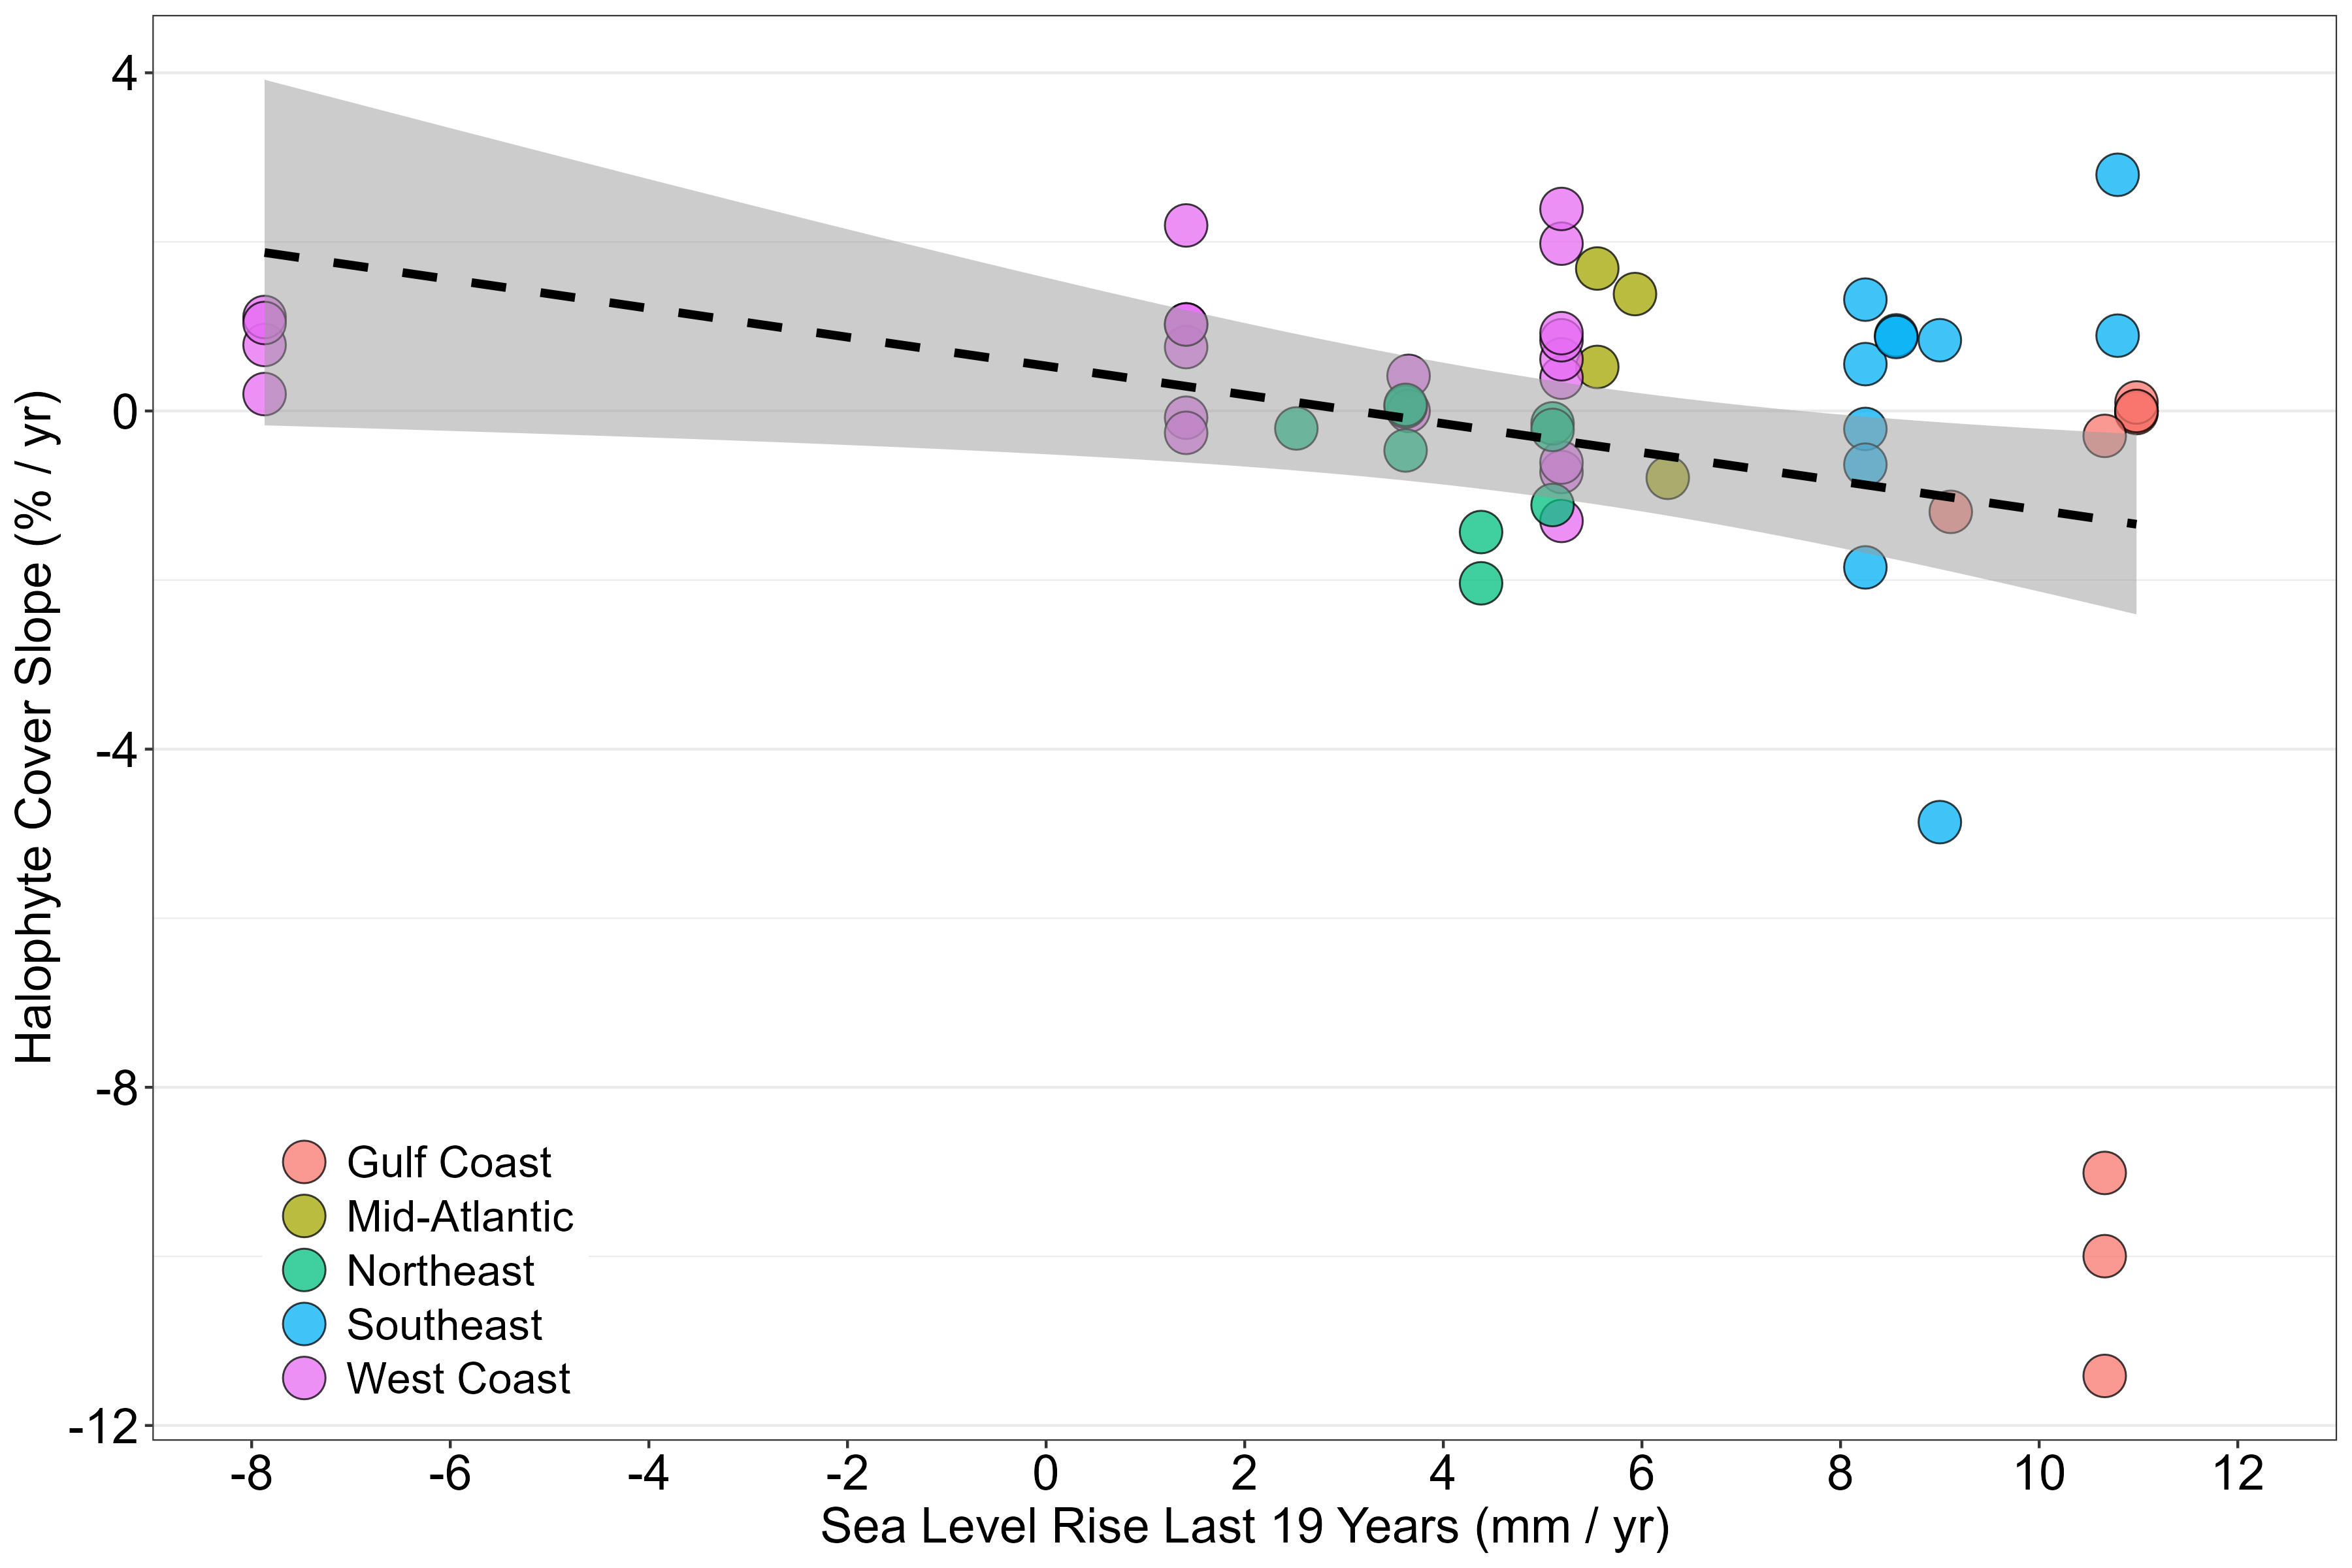 Halophyte Cover Slope (% / yr)
4
0
-4
-8
-12
Gulf Coast
Mid-Atlantic
Northeast
Southeast
West Coast
-8 -6 -4 -2 0 2 4 6 8 10 12
Sea Level Rise Last 19 Years (mm / yr)